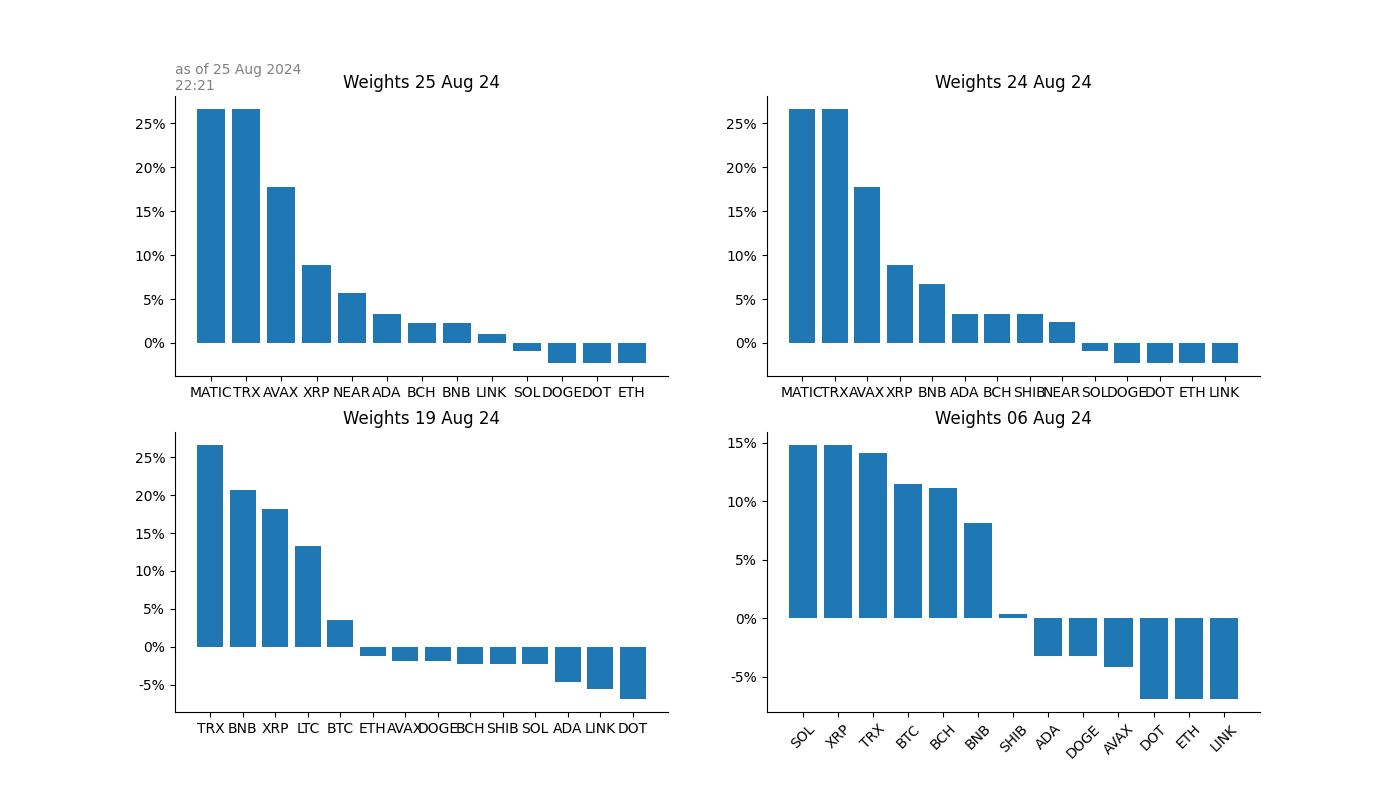 as of 25 Aug 2024
22:21
Weights 25 Aug 24
25%
20%
15%
10%
5%
0%
MATIC TRX AVAX XRP NEAR ADA BCH BNB LINK SOL DOGE DOT ETH
Weights 24 Aug 24
25%
20%
15%
10%
5%
0%
MATIC TRX AVAX XRP BNB ADA BCH SHIB NEAR SOL DOGE DOT ETH LINK
Weights 19 Aug 24
25%
20%
15%
10%
5%
0%
-5%
TRX BNB XRP LTC BTC ETH AVAX DOGE BCH SHIB SOL ADA LINK DOT
Weights 06 Aug 24
15%
10%
5%
0%
-5%
SOL XRP TRX BTC BCH BNB SHIB ADA DOGE AVAX DOT ETH LINK